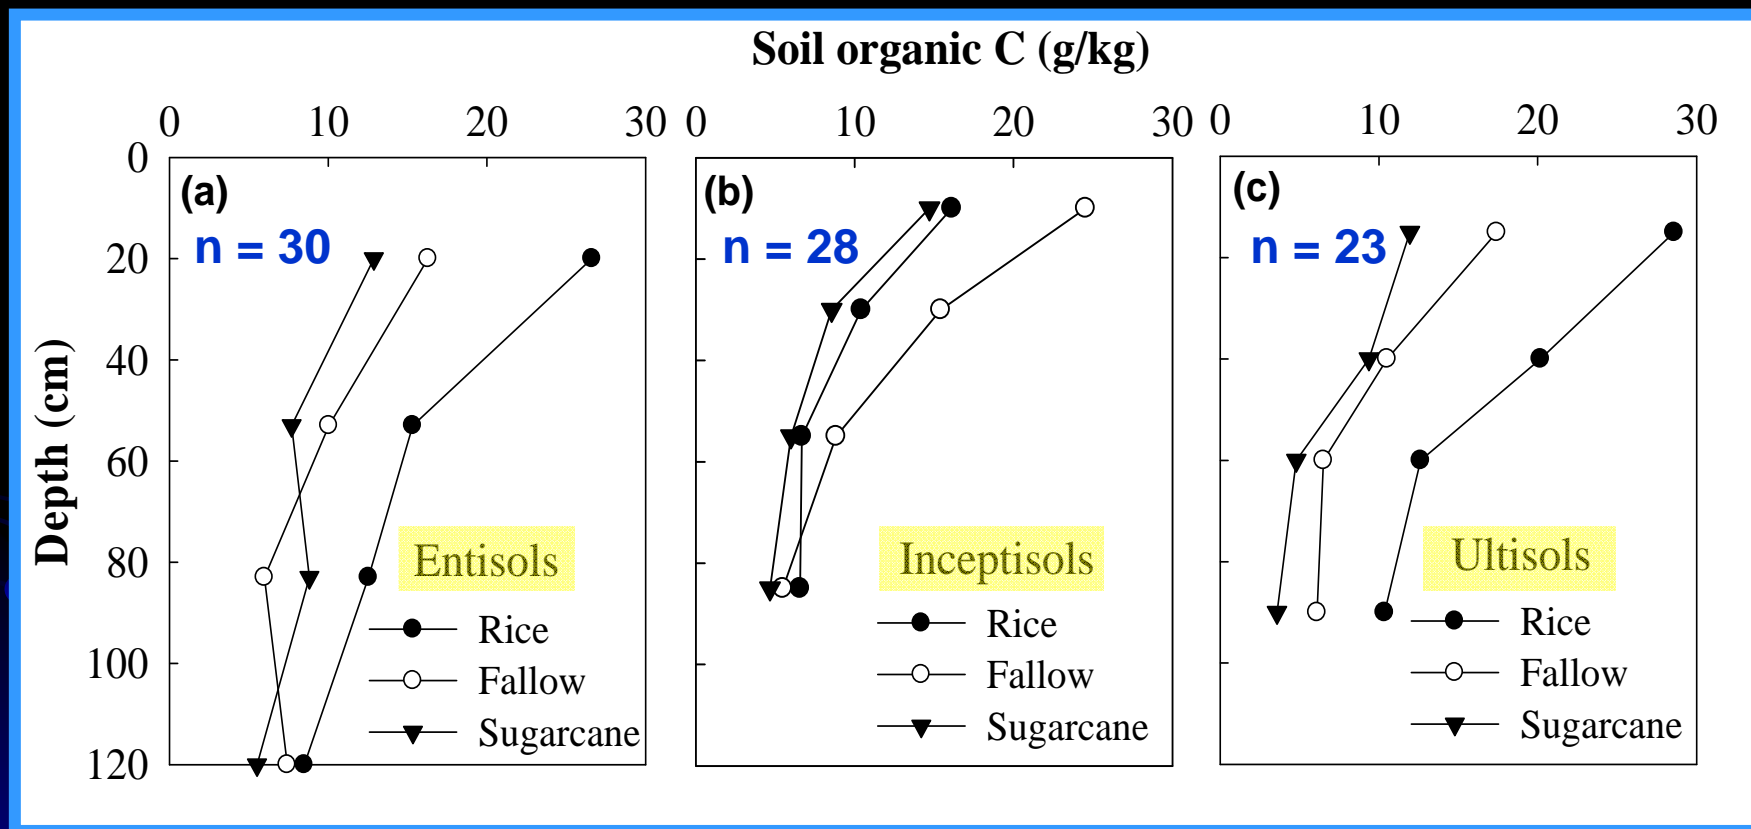 Soil organic C (g/kg)
0 10 20 30 0 10 20 30 0 10 20 30
0
20
40
60
80
100
120
Depth (cm)
(a)
n = 30
Entisols
Rice
Fallow
Sugarcane
(b)
n = 28
Inceptisols
Rice
Fallow
Sugarcane
(c)
n = 23
Ultisols
Rice
Fallow
Sugarcane